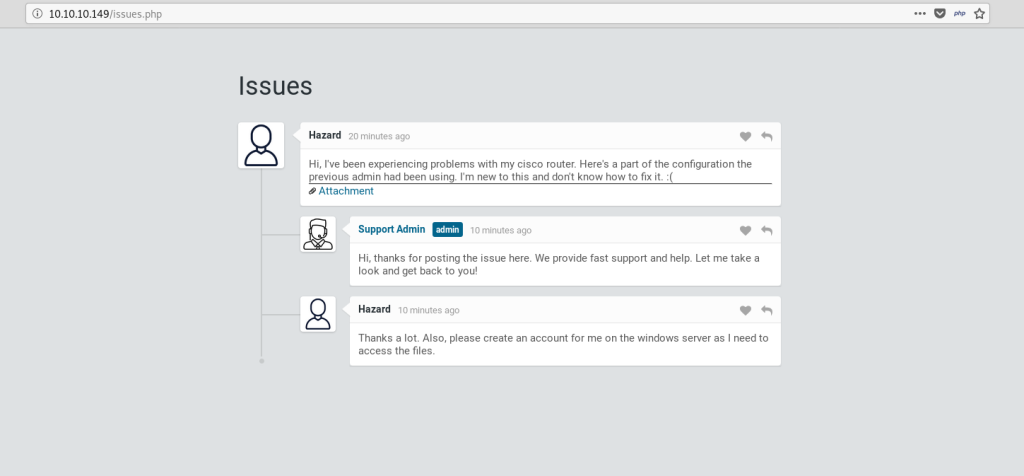 10.10.10.149/issues.php
php
Issues
Hazard 20 minutes ago
Hi, I've been experiencing problems with my cisco router. Here's a part of the configuration the
previous admin had been using. I'm new to this and don't know how to fix it. :(
Attachment
Support Admin admin 10 minutes ago
Hi, thanks for posting the issue here. We provide fast support and help. Let me take a
look and get back to you!
Hazard 10 minutes ago
Thanks a lot. Also, please create an account for me on the windows server as I need to
access the files.